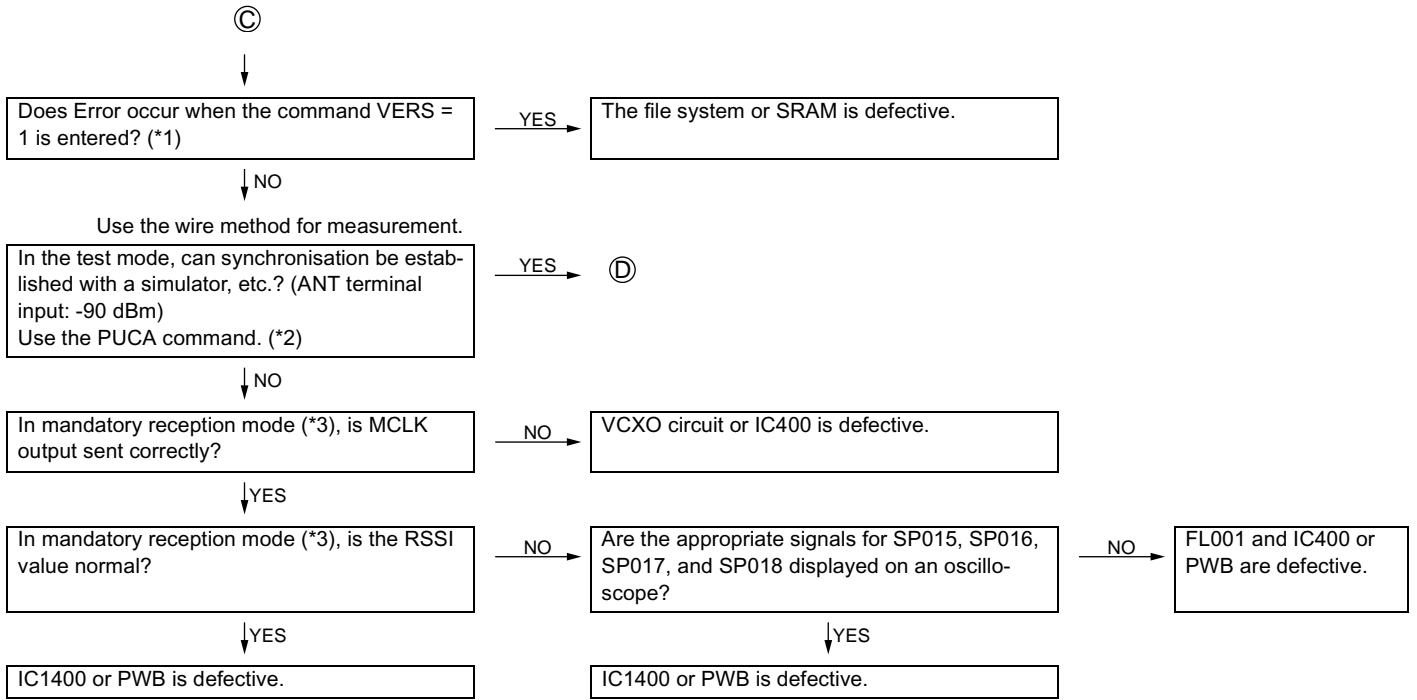 Ⓒ
Does Error occur when the command VERS =
1 is entered? (*1)
YES
The file system or SRAM is defective.
NO
Use the wire method for measurement.
In the test mode, can synchronisation be estab-
lished with a simulator, etc.? (ANT terminal
input: -90 dBm)
Use the PUCA command. (*2)
YES
Ⓓ
NO
In mandatory reception mode (*3), is MCLK
output sent correctly?
NO
VCXO circuit or IC400 is defective.
YES
In mandatory reception mode (*3), is the RSSI
value normal?
NO
Are the appropriate signals for SP015, SP016,
SP017, and SP018 displayed on an oscillo-
scope?
NO
FL001 and IC400 or
PWB are defective.
YES
YES
IC1400 or PWB is defective.
IC1400 or PWB is defective.